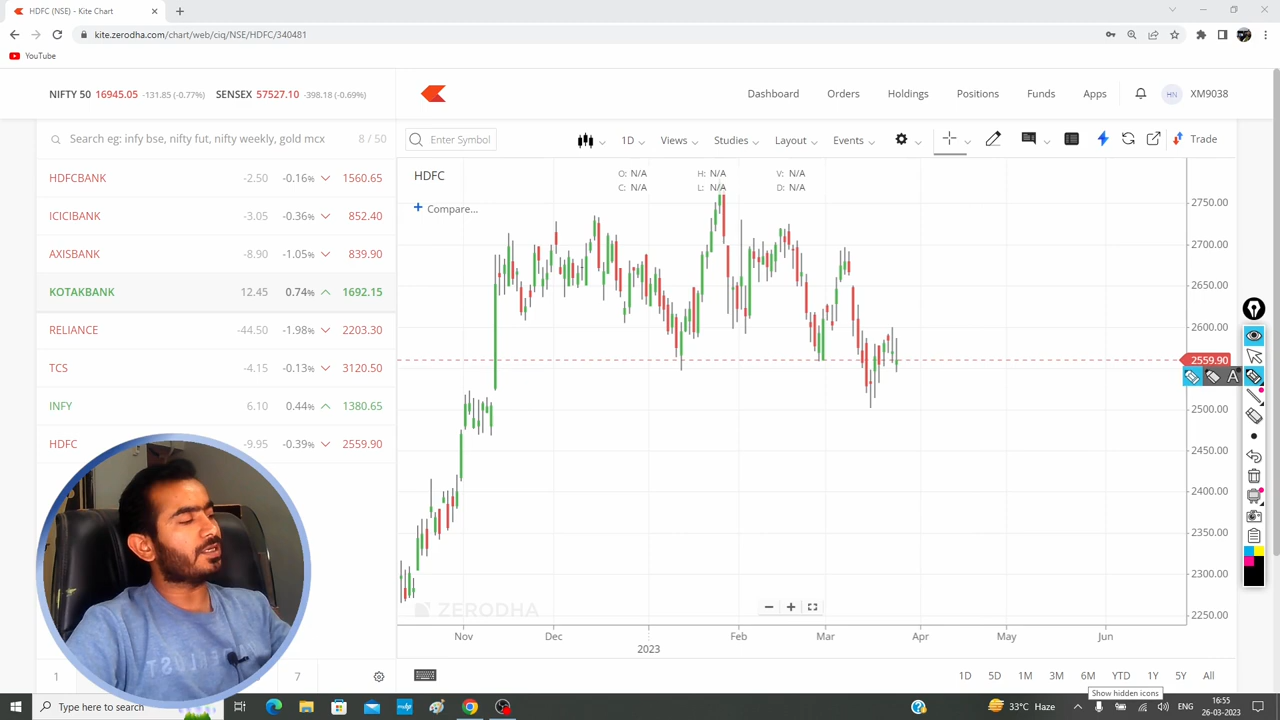 HDFC (NSE) - Kite Chart
kite.zerodha.com/chart/web/ciq/NSE/HDFC/340481
YouTube
NIFTY 50 16945.05 -131.85 (-0.77%) SENSEX 57527.10 -398.18 (-0.69%)
Dashboard Orders Holdings Positions Funds Apps HN XM9038
Search eg: infy bse, nifty fut, nifty weekly, gold mcx 8 / 50
Enter Symbol 1D Views Studies Layout Events Trade
HDFCBANK -2.50 -0.16% 1560.65
ICICIBANK -3.05 -0.36% 852.40
AXISBANK -8.90 -1.05% 839.90
KOTAKBANK 12.45 0.74% 1692.15
RELIANCE -44.50 -1.98% 2203.30
TCS -4.15 -0.13% 3120.50
INFY 6.10 0.44% 1380.65
HDFC -9.95 -0.39% 2559.90
1 7
HDFC
O: N/A H: N/A V: N/A
C: N/A L: N/A D: N/A
+ Compare...
2750.00
2700.00
2650.00
2600.00
2559.90
A
2500.00
2450.00
2400.00
2350.00
2300.00
2250.00
ZERODHA
Nov Dec Feb Mar Apr May Jun
2023
1D 5D 1M 3M 6M YTD 1Y 5Y All
Show hidden icons
Type here to search
33°C Haze
ENG
16:55
26-03-2023